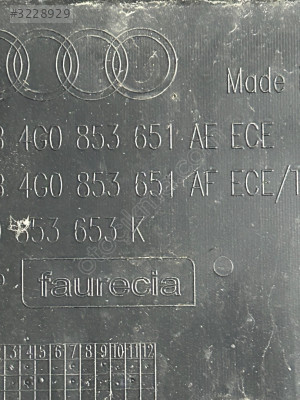 #3228929
Made
8 4G0 853 651 AE ECE
8 4G0 853 651 AF ECE/
853 653 K
faurecia
3 4 5 6 7 8 9 10 11 12